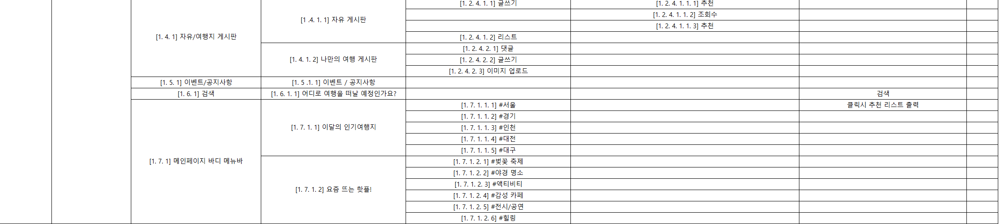 [1. 2. 4. 1. 1] 글쓰기 [1. 2. 4. 1. 1. 1] 추천
[1 .4. 1. 1] 자유 게시판
[1. 2. 4. 1. 1. 2] 조회수
[1. 2. 4. 1. 1. 3] 추천
[1. 4. 1] 자유/여행지 게시판
[1. 2. 4. 1. 2] 리스트
[1. 2. 4. 2. 1] 댓글
[1. 4. 1. 2] 나만의 여행 게시판
[1. 2. 4. 2. 2] 글쓰기
[1. 2. 4. 2. 3] 이미지 업로드
[1. 5. 1] 이벤트/공지사항 [1. 5 .1. 1] 이벤트 / 공지사항
[1. 6. 1] 검색 [1. 6. 1. 1] 어디로 여행을 떠날 예정인가요? 검색
[1. 7. 1. 1. 1] #서울 클릭시 추천 리스트 출력
[1. 7. 1. 1. 2] #경기
[1. 7. 1. 1] 이달의 인기여행지
[1. 7. 1. 1. 3] #인천
[1. 7. 1. 1. 4] #대전
[1. 7. 1. 1. 5] #대구
[1. 7. 1] 메인페이지 바디 메뉴바
[1. 7. 1. 2. 1] #벚꽃 축제
[1. 7. 1. 2. 2] #야경 명소
[1. 7. 1. 2. 3] #액티비티
[1. 7. 1. 2] 요즘 뜨는 핫플!
[1. 7. 1. 2. 4] #감성 카페
[1. 7. 1. 2. 5] #전시/공연
[1. 7. 1. 2. 6] #힐링